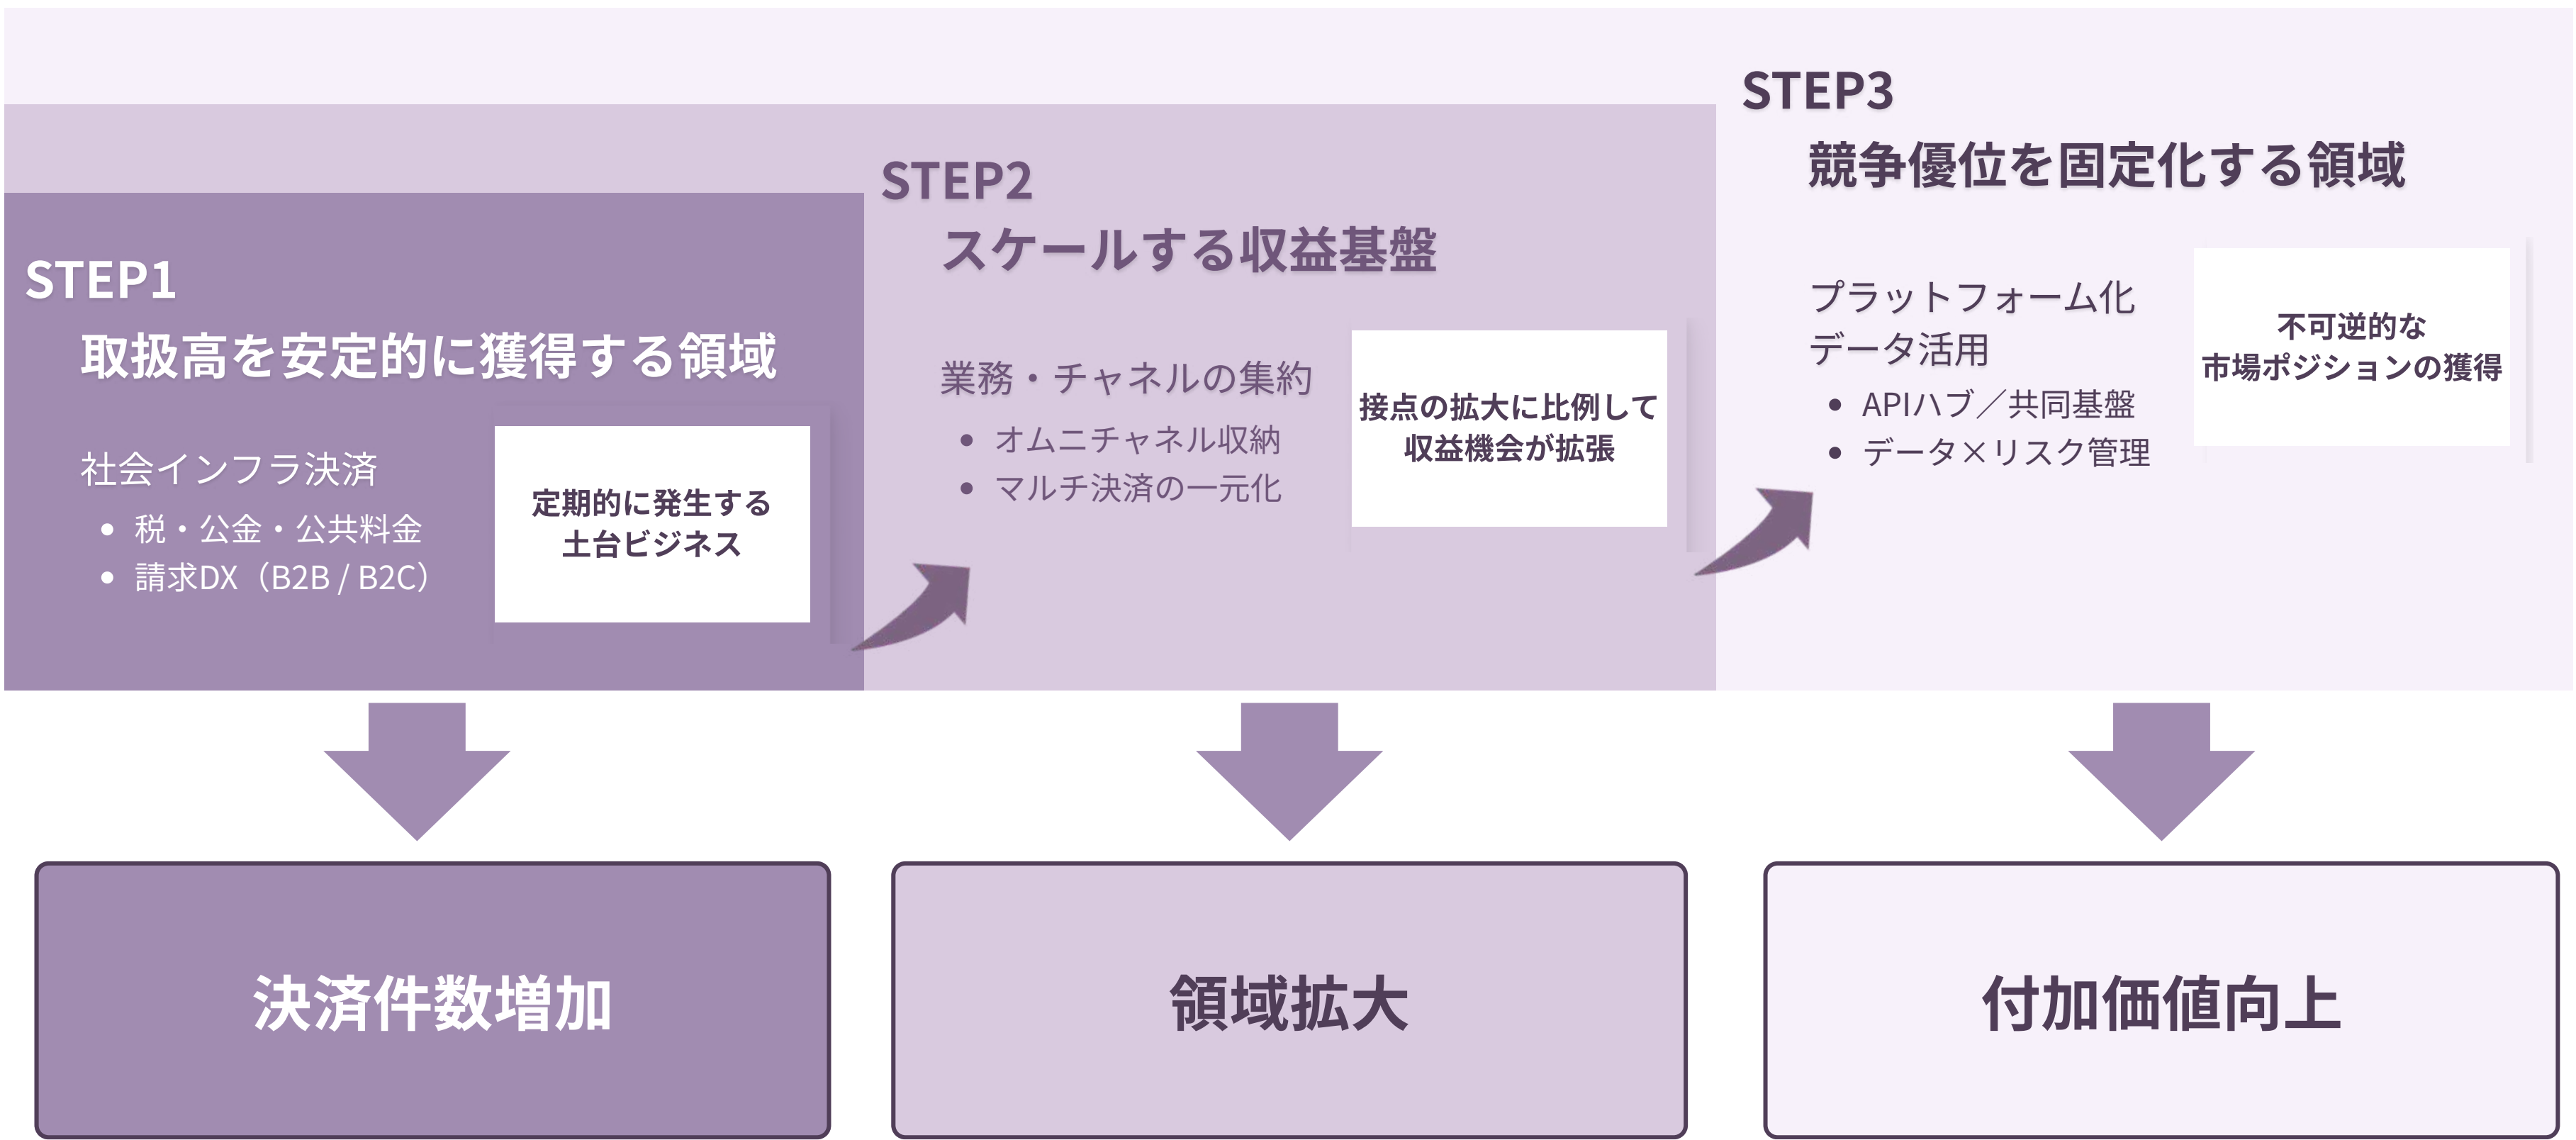 STEP1
取扱高を安定的に獲得する領域
社会インフラ決済
• 税・公金・公共料金
• 請求DX（B2B / B2C）
定期的に発生する
土台ビジネス
STEP2
スケールする収益基盤
業務・チャネルの集約
• オムニチャネル収納
• マルチ決済の一元化
接点の拡大に比例して
収益機会が拡張
STEP3
競争優位を固定化する領域
プラットフォーム化
データ活用
• APIハブ／共同基盤
• データ×リスク管理
不可逆的な
市場ポジションの獲得
決済件数増加
領域拡大
付加価値向上